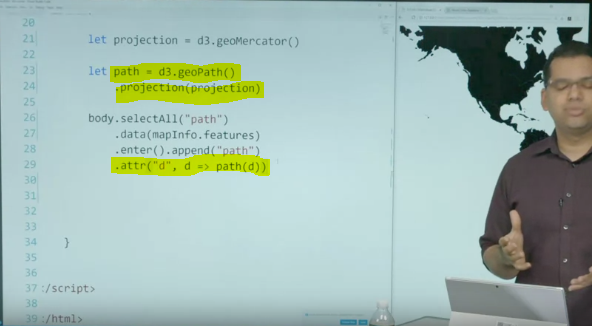 20
21 let projection = d3.geoMercator()
22
23 let path = d3.geoPath()
24 .projection(projection)
25
26 body.selectAll("path")
27 .data(mapInfo.features)
28 .enter().append("path")
29 .attr("d", d => path(d))
30
31
32
33
34 }
35
36
37 :/script>
38
39 :/html>